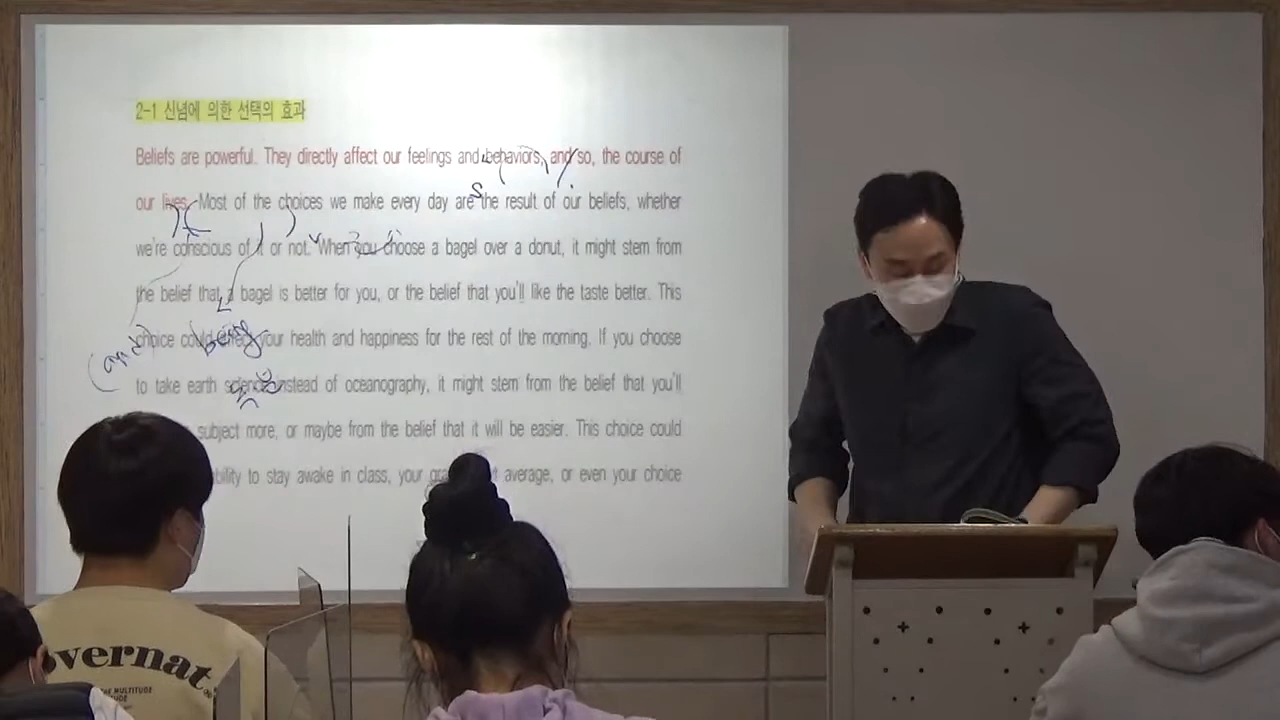 2-1 신념에 의한 선택의 효과
Beliefs are powerful. They directly affect our feelings and behaviors, and so, the course of
our lives. Most of the choices we make every day are the result of our beliefs, whether
we're conscious of it or not. When you choose a bagel over a donut, it might stem from
the belief that a bagel is better for you, or the belief that you'll like the taste better. This
choice could affect your health and happiness for the rest of the morning. If you choose
to take earth science instead of oceanography, it might stem from the belief that you'll
subject more, or maybe from the belief that it will be easier. This choice could
to stay awake in class, your average, or even your choice
S
being
(and)
vernat
THE MULTITUDE